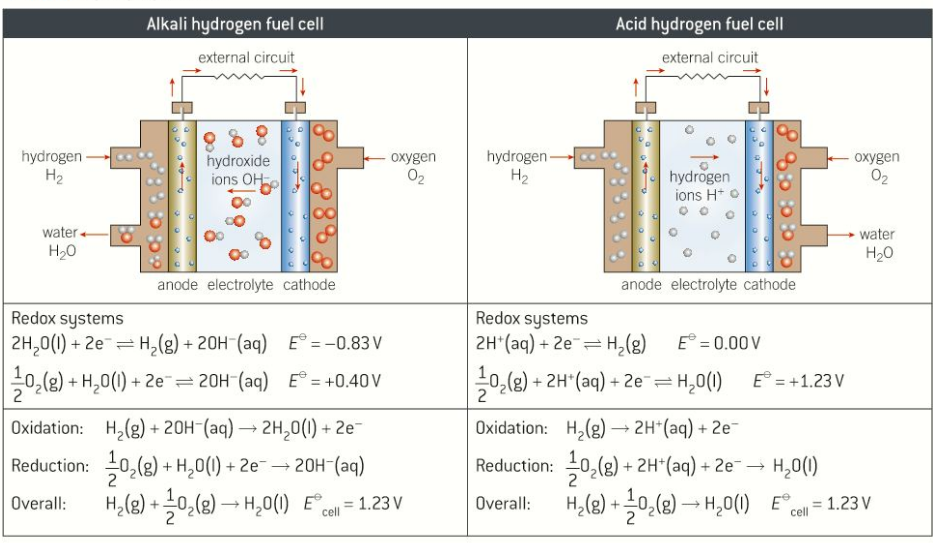 Alkali hydrogen fuel cell
external circuit
hydrogen
H₂
hydroxide
ions OH⁻
oxygen
O₂
water
H₂O
anode electrolyte cathode
Redox systems
2H₂O(l) + 2e⁻ ⇌ H₂(g) + 2OH⁻(aq) E⦵ = −0.83 V
½O₂(g) + H₂O(l) + 2e⁻ ⇌ 2OH⁻(aq) E⦵ = +0.40 V
Oxidation: H₂(g) + 2OH⁻(aq) → 2H₂O(l) + 2e⁻
Reduction: ½O₂(g) + H₂O(l) + 2e⁻ → 2OH⁻(aq)
Overall: H₂(g) + ½O₂(g) → H₂O(l) E⦵cell = 1.23 V
Acid hydrogen fuel cell
external circuit
hydrogen
H₂
hydrogen
ions H⁺
oxygen
O₂
water
H₂O
anode electrolyte cathode
Redox systems
2H⁺(aq) + 2e⁻ ⇌ H₂(g) E⦵ = 0.00 V
½O₂(g) + 2H⁺(aq) + 2e⁻ ⇌ H₂O(l) E⦵ = +1.23 V
Oxidation: H₂(g) → 2H⁺(aq) + 2e⁻
Reduction: ½O₂(g) + 2H⁺(aq) + 2e⁻ → H₂O(l)
Overall: H₂(g) + ½O₂(g) → H₂O(l) E⦵cell = 1.23 V